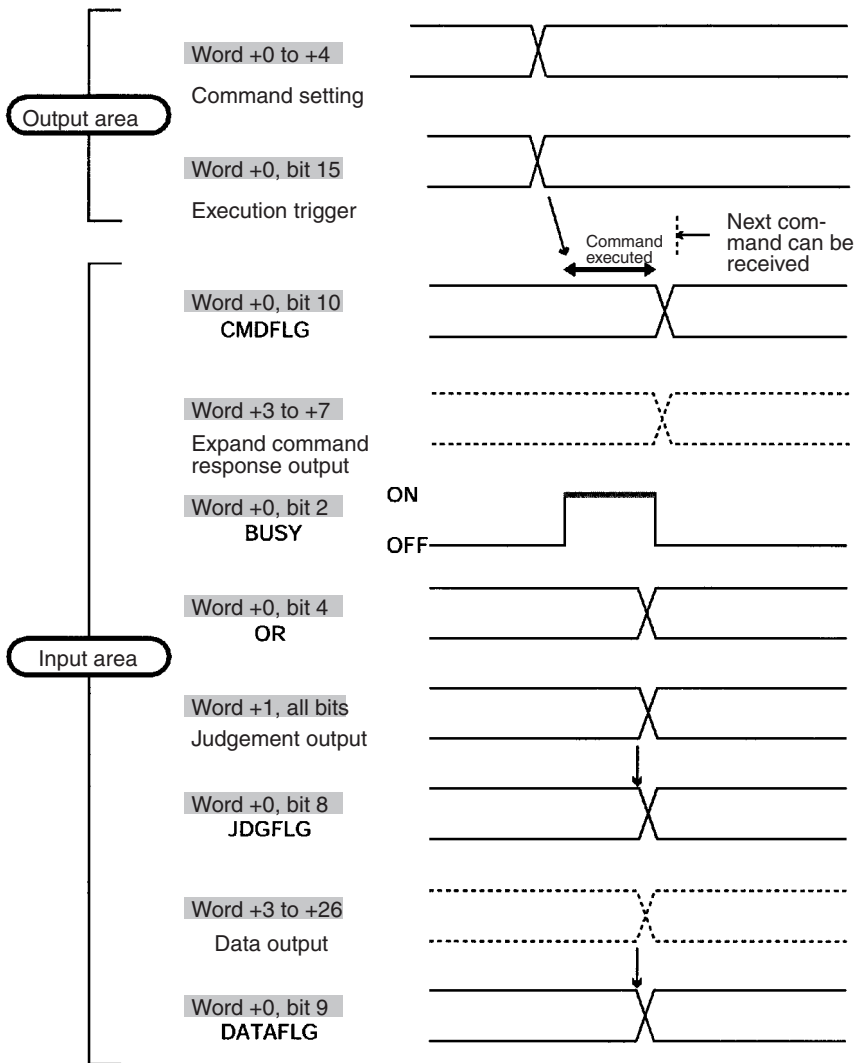 Word +0 to +4
Command setting
Output area
Word +0, bit 15
Execution trigger
Command
executed
Next com-
mand can be
received
Word +0, bit 10
CMDFLG
Word +3 to +7
Expand command
response output
Word +0, bit 2
BUSY
ON
OFF
Word +0, bit 4
OR
Input area
Word +1, all bits
Judgement output
Word +0, bit 8
JDGFLG
Word +3 to +26
Data output
Word +0, bit 9
DATAFLG